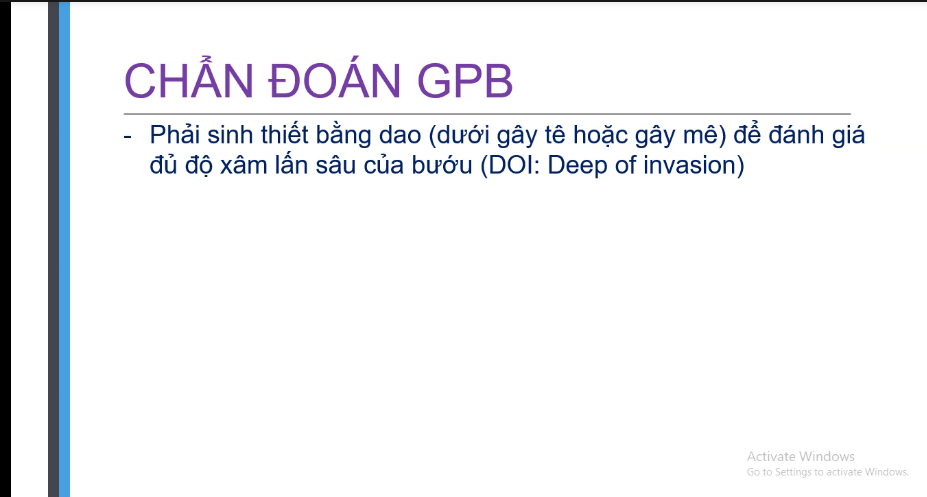 CHẨN ĐOÁN GPB
- Phải sinh thiết bằng dao (dưới gây tê hoặc gây mê) để đánh giá
đủ độ xâm lấn sâu của bướu (DOI: Deep of invasion)
Activate Windows
Go to Settings to activate Windows.